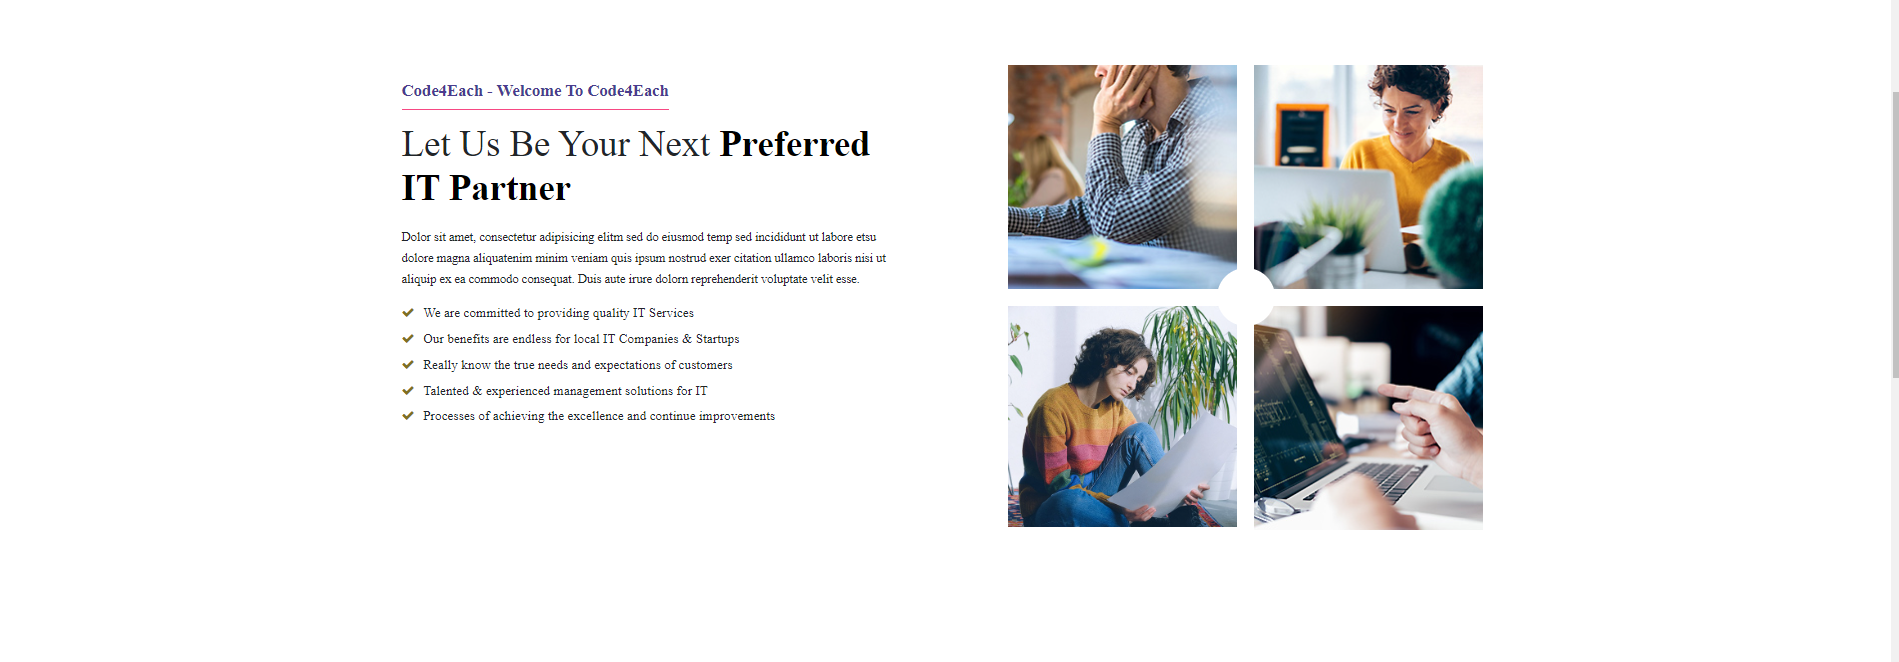 Code4Each - Welcome To Code4Each
Let Us Be Your Next Preferred
IT Partner
Dolor sit amet, consectetur adipisicing elitm sed do eiusmod temp sed incididunt ut labore etsu
dolore magna aliquatenim minim veniam quis ipsum nostrud exer citation ullamco laboris nisi ut
aliquip ex ea commodo consequat. Duis aute irure dolorn reprehenderit voluptate velit esse.
We are committed to providing quality IT Services
Our benefits are endless for local IT Companies & Startups
Really know the true needs and expectations of customers
Talented & experienced management solutions for IT
Processes of achieving the excellence and continue improvements